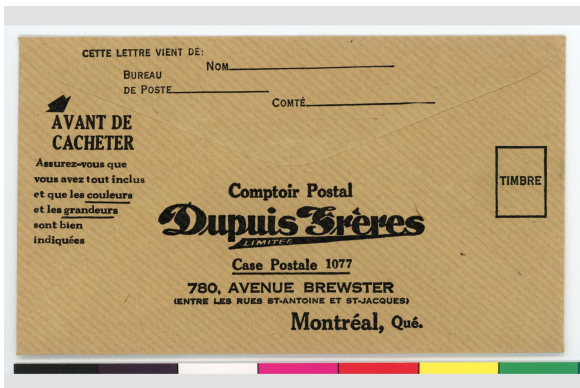 CETTE LETTRE VIENT DE:
NOM
BUREAU
DE POSTE
COMTÉ
AVANT DE
CACHETER
Assurez-vous que
vous avez tout inclus
et que les couleurs
et les grandeurs
sont bien
indiquées
TIMBRE
Comptoir Postal
Dupuis Frères
LIMITEE
Case Postale 1077
780, AVENUE BREWSTER
(ENTRE LES RUES ST-ANTOINE ET ST-JACQUES)
Montréal, Qué.